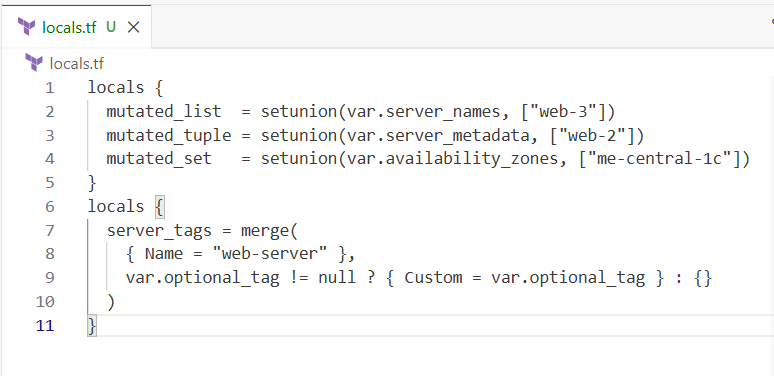 locals.tf U ×
locals.tf
1 locals {
2   mutated_list  = setunion(var.server_names, ["web-3"])
3   mutated_tuple = setunion(var.server_metadata, ["web-2"])
4   mutated_set   = setunion(var.availability_zones, ["me-central-1c"])
5 }
6 locals {
7   server_tags = merge(
8     { Name = "web-server" },
9     var.optional_tag != null ? { Custom = var.optional_tag } : {}
10   )
11 }